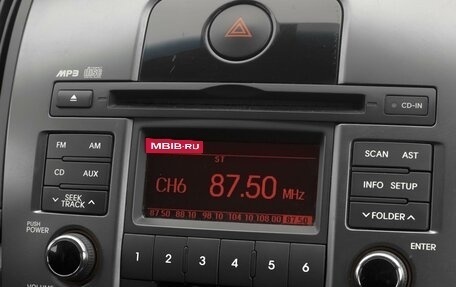 MP3
CD-IN
MBIB-RU
FM AM
ST
SCAN AST
CD AUX
CH6 87.50 MHz
INFO SETUP
SEEK
TRACK
87.50 88.10 98.10 104.10 108.00 87.50
FOLDER
PUSH
POWER
ENTER
1 2 3 4 5 6
VOLUME